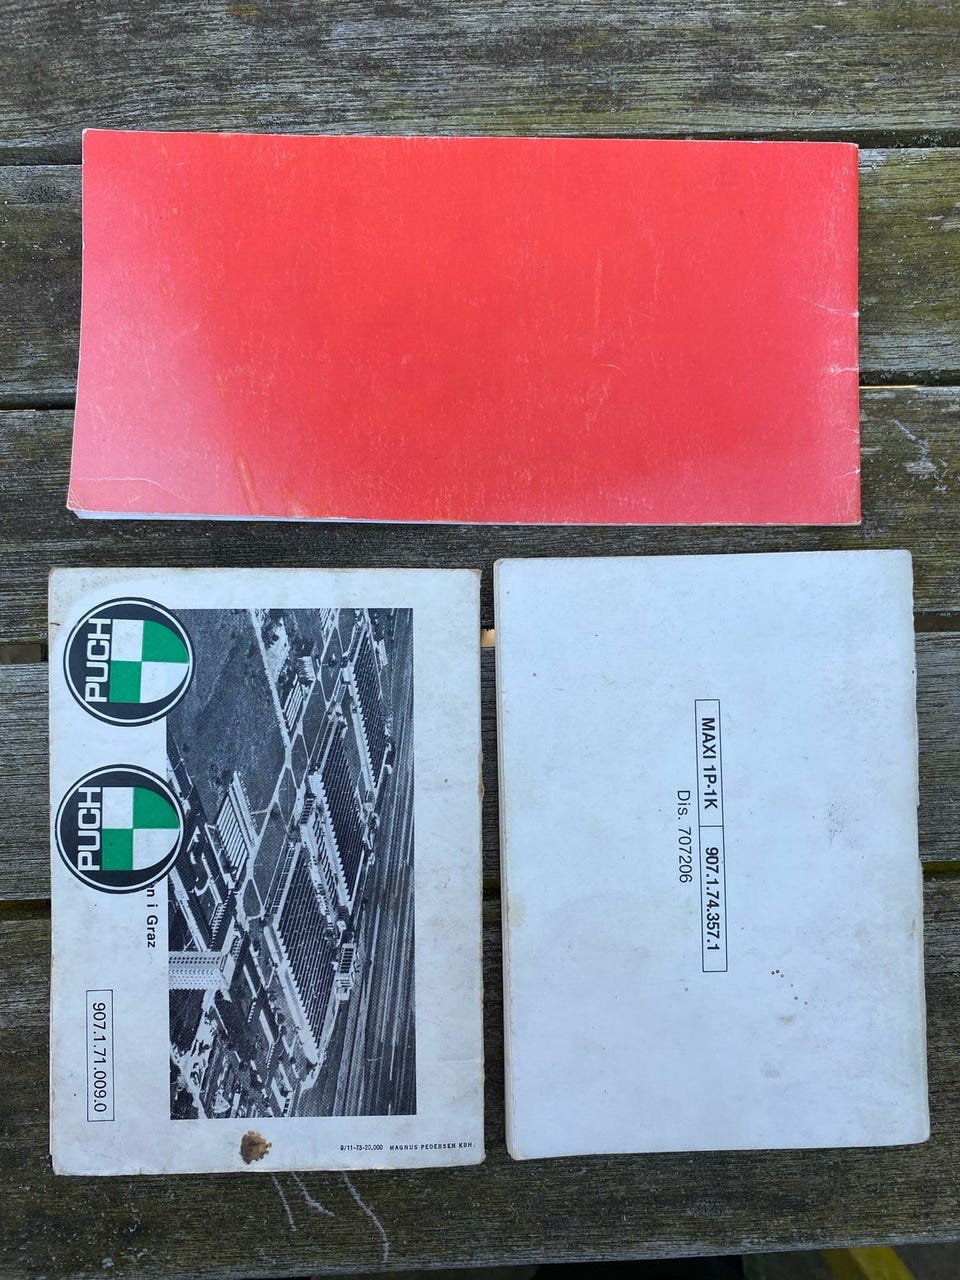 PUCH
PUCH
n i Graz
907.1.71.009.0
9/11-73-20.000 MAGNUS PEDERSEN KBH.
MAXI 1P-1K 907.1.74.357.1
Dis. 707206